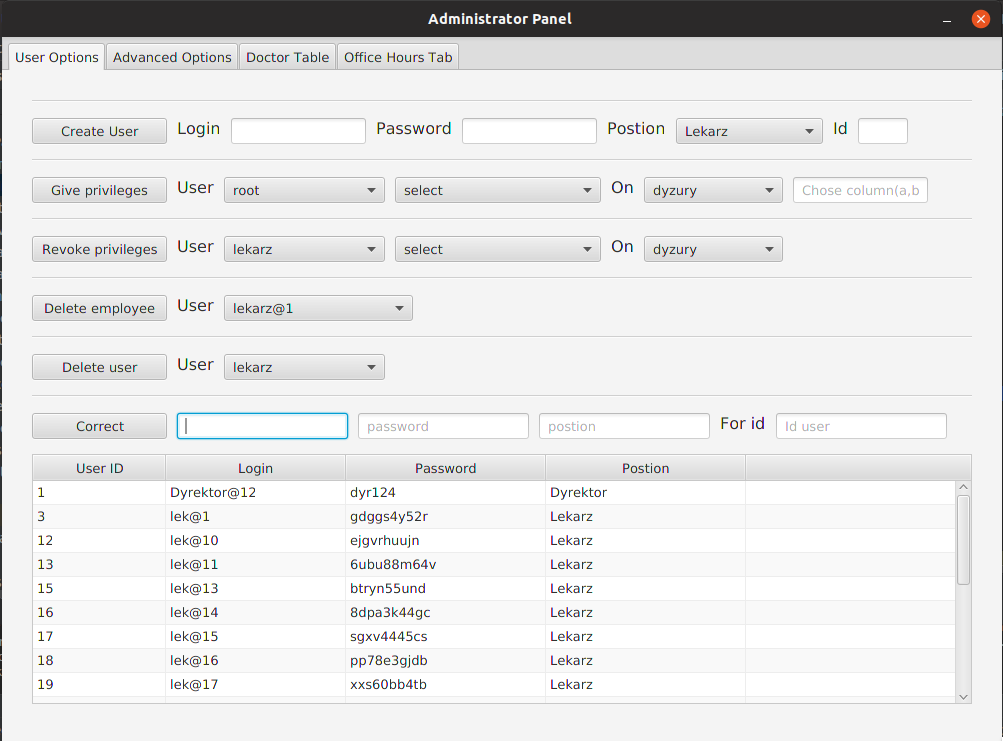 Administrator Panel
User Options Advanced Options Doctor Table Office Hours Tab
Create User Login Password Postion Lekarz Id
Give privileges User root select On dyzury Chose column(a,b
Revoke privileges User lekarz select On dyzury
Delete employee User lekarz@1
Delete user User lekarz
Correct password postion For id Id user
User ID Login Password Postion
1 Dyrektor@12 dyr124 Dyrektor
3 lek@1 gdggs4y52r Lekarz
12 lek@10 ejgvrhuujn Lekarz
13 lek@11 6ubu88m64v Lekarz
15 lek@13 btryn55und Lekarz
16 lek@14 8dpa3k44gc Lekarz
17 lek@15 sgxv4445cs Lekarz
18 lek@16 pp78e3gjdb Lekarz
19 lek@17 xxs60bb4tb Lekarz